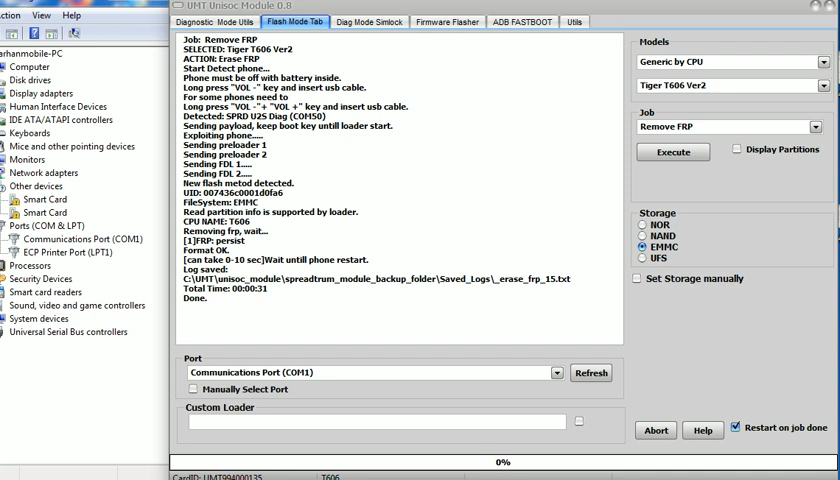 UMT Unisoc Module 0.8
ction View Help
arhanmobile-PC
Computer
Disk drives
Display adapters
Human Interface Devices
IDE ATA/ATAPI controllers
Keyboards
Mice and other pointing devices
Monitors
Network adapters
Other devices
Smart Card
Smart Card
Ports (COM & LPT)
Communications Port (COM1)
ECP Printer Port (LPT1)
Processors
Security Devices
Smart card readers
Sound, video and game controllers
System devices
Universal Serial Bus controllers
Diagnostic Mode Utils
Flash Mode Tab
Diag Mode Simlock
Firmware Flasher
ADB FASTBOOT
Utils
Job: Remove FRP
SELECTED: Tiger T606 Ver2
ACTION: Erase FRP
Start Detect phone...
Phone must be off with battery inside.
Long press "VOL -" key and insert usb cable.
For some phones need to
Long press "VOL -"+ "VOL +" key and insert usb cable.
Detected: SPRD U2S Diag (COM50)
Sending payload, keep boot key untill loader start.
Exploiting phone.....
Sending preloader 1
Sending preloader 2
Sending FDL 1.....
Sending FDL 2.....
New flash metod detected.
UID: 007436c0001d0fa6
FileSystem: EMMC
Read partition info is supported by loader.
CPU NAME: T606
Removing frp, wait...
[1]FRP: persist
Format OK.
[can take 0-10 sec]Wait untill phone restart.
Log saved:
C:\UMT\unisoc_module\spreadtrum_module_backup_folder\Saved_Logs\_erase_frp_15.txt
Total Time: 00:00:31
Done.
Port
Communications Port (COM1)
Refresh
Manually Select Port
Custom Loader
Models
Generic by CPU
Tiger T606 Ver2
Job
Remove FRP
Execute
Display Partitions
Storage
NOR
NAND
EMMC
UFS
Set Storage manually
Abort
Help
Restart on job done
0%
CardID: UMT994000135
T606